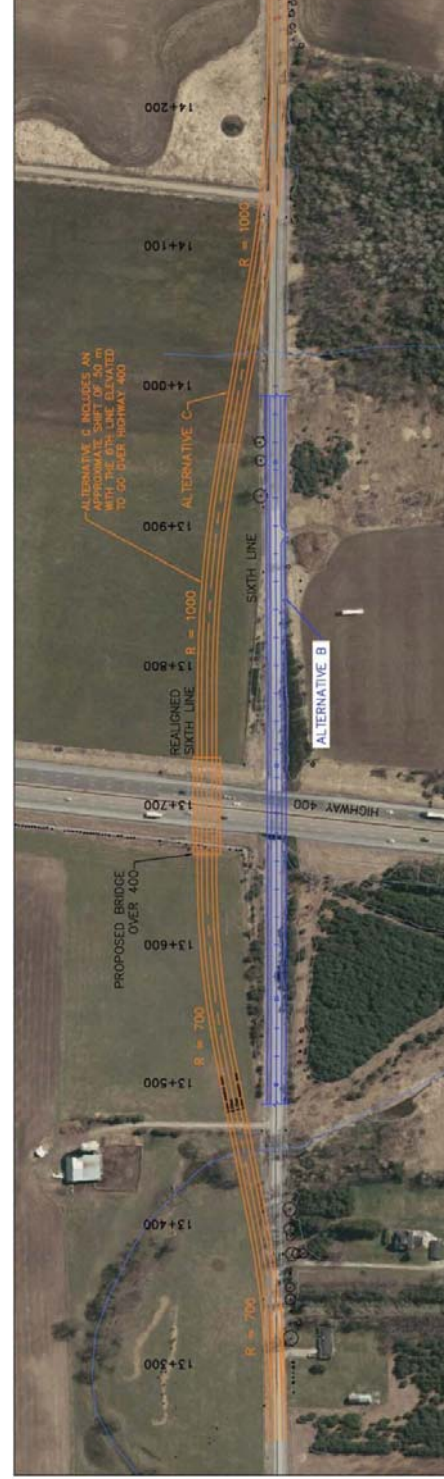 14+200
14+100
R = 1000
14+000
ALTERNATIVE C INCLUDES AN
APPROXIMATE SHIFT OF 50 m
WITH THE 6TH LINE ELEVATED
TO GO OVER HIGHWAY 400
ALTERNATIVE C
13+900
SIXTH LINE
R = 1000
13+800
REALIGNED
SIXTH LINE
ALTERNATIVE B
13+700
HIGHWAY 400
PROPOSED BRIDGE
OVER 400
13+600
R = 700
13+500
13+400
R = 700
13+300